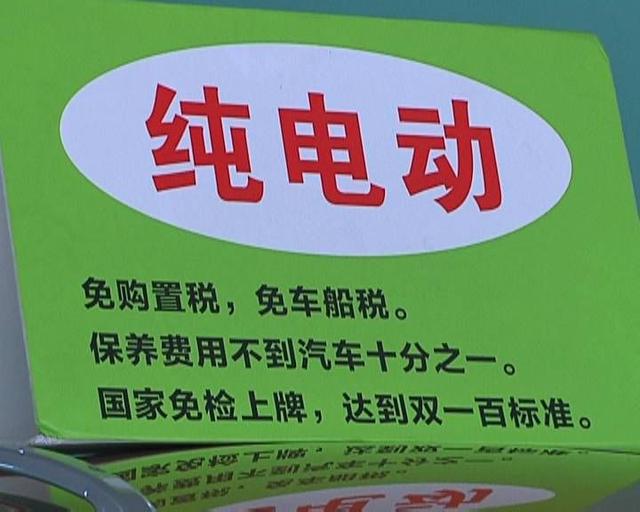 纯电动
免购置税，免车船税。
保养费用不到汽车十分之一。
国家免检上牌，达到双一百标准。